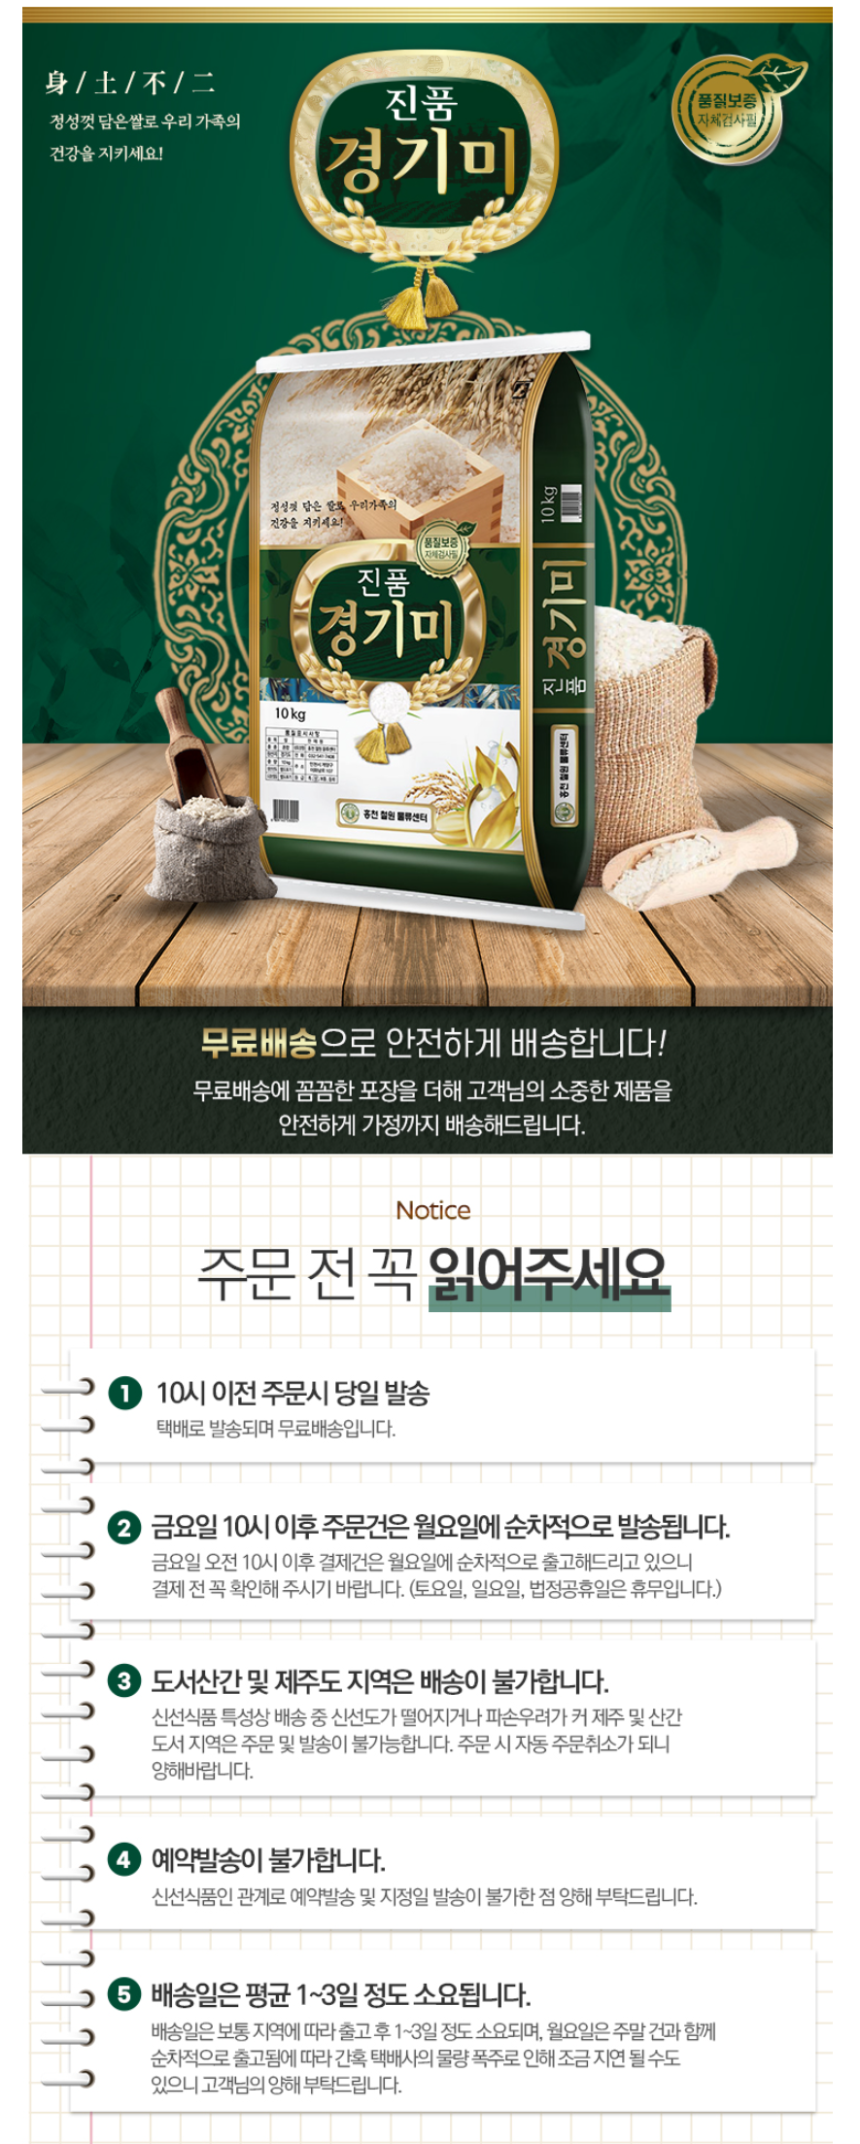 身/土/不/二
정성껏 담은쌀로 우리 가족의
건강을 지키세요!
진품
경기미
품질보증
자체검사필
정성껏 담은 쌀로 우리가족의
건강을 지키세요!
품질보증
자체검사필
진품
경기미
10kg
품질표시사항
홍천 철원 물류센터
10kg
진품 경기미
홍천 철원 물류센터
무료배송으로 안전하게 배송합니다!
무료배송에 꼼꼼한 포장을 더해 고객님의 소중한 제품을
안전하게 가정까지 배송해드립니다.
Notice
주문 전 꼭 읽어주세요
1 10시 이전 주문시 당일 발송
택배로 발송되며 무료배송입니다.
2 금요일 10시 이후 주문건은 월요일에 순차적으로 발송됩니다.
금요일 오전 10시 이후 결제건은 월요일에 순차적으로 출고해드리고 있으니
결제 전 꼭 확인해 주시기 바랍니다. (토요일, 일요일, 법정공휴일은 휴무입니다.)
3 도서산간 및 제주도 지역은 배송이 불가합니다.
신선식품 특성상 배송 중 신선도가 떨어지거나 파손우려가 커 제주 및 산간
도서 지역은 주문 및 발송이 불가능합니다. 주문 시 자동 주문취소가 되니
양해바랍니다.
4 예약발송이 불가합니다.
신선식품인 관계로 예약발송 및 지정일 발송이 불가한 점 양해 부탁드립니다.
5 배송일은 평균 1~3일 정도 소요됩니다.
배송일은 보통 지역에 따라 출고 후 1~3일 정도 소요되며, 월요일은 주말 건과 함께
순차적으로 출고됨에 따라 간혹 택배사의 물량 폭주로 인해 조금 지연 될 수도
있으니 고객님의 양해 부탁드립니다.